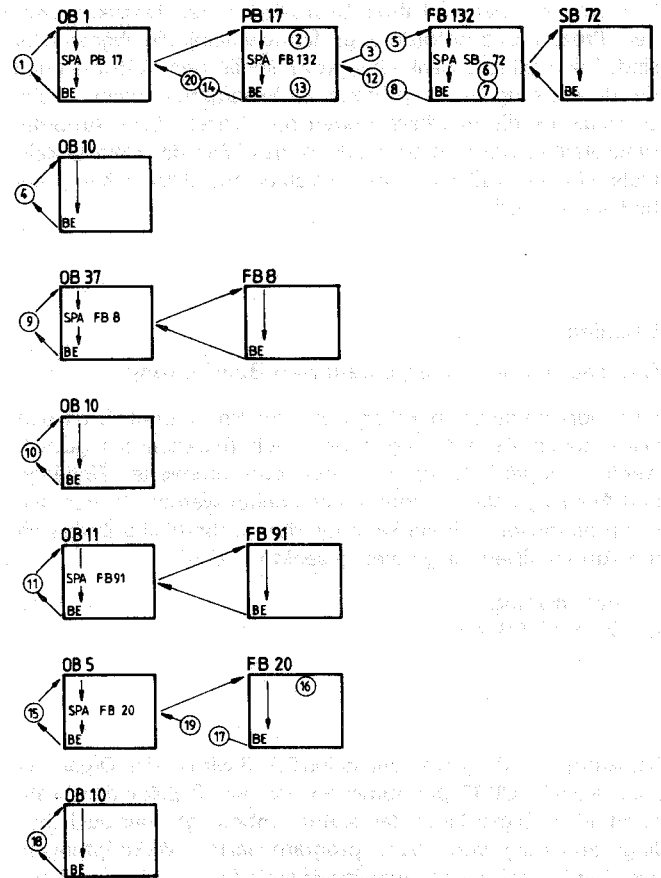 OB 1 PB 17 FB 132 SB 72
2
3 5
1 SPA PB 17 SPA FB 132 SPA SB 72
6
12
20 14 13 8 7
BE BE BE BE
OB 10
4
BE
OB 37 FB 8
9 SPA FB 8
BE BE
OB 10
10
BE
OB 11 FB 91
11 SPA FB91
BE BE
OB 5 FB 20
16
15 SPA FB 20
19 17
BE BE
OB 10
18
BE